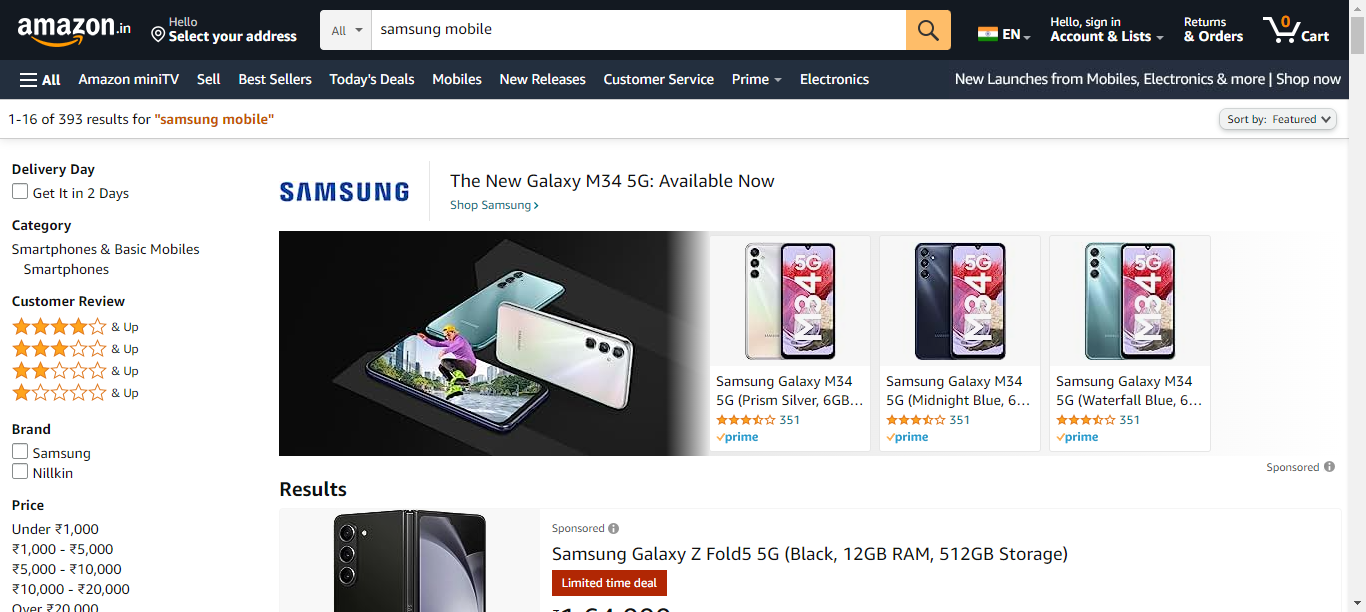 amazon.in
Hello
Select your address
All
samsung mobile
EN
Hello, sign in
Account & Lists
Returns
& Orders
0
Cart
All
Amazon miniTV
Sell
Best Sellers
Today's Deals
Mobiles
New Releases
Customer Service
Prime
Electronics
New Launches from Mobiles, Electronics & more | Shop now
1-16 of 393 results for "samsung mobile"
Sort by: Featured
Delivery Day
Get It in 2 Days
Category
Smartphones & Basic Mobiles
Smartphones
Customer Review
& Up
& Up
& Up
& Up
Brand
Samsung
Nillkin
Price
Under ₹1,000
₹1,000 - ₹5,000
₹5,000 - ₹10,000
₹10,000 - ₹20,000
Over ₹20,000
SAMSUNG
The New Galaxy M34 5G: Available Now
Shop Samsung
5G
M34
Samsung Galaxy M34
5G (Prism Silver, 6GB...
351
prime
5G
M34
Samsung Galaxy M34
5G (Midnight Blue, 6...
351
prime
5G
M34
Samsung Galaxy M34
5G (Waterfall Blue, 6...
351
prime
Sponsored
Results
Sponsored
Samsung Galaxy Z Fold5 5G (Black, 12GB RAM, 512GB Storage)
Limited time deal